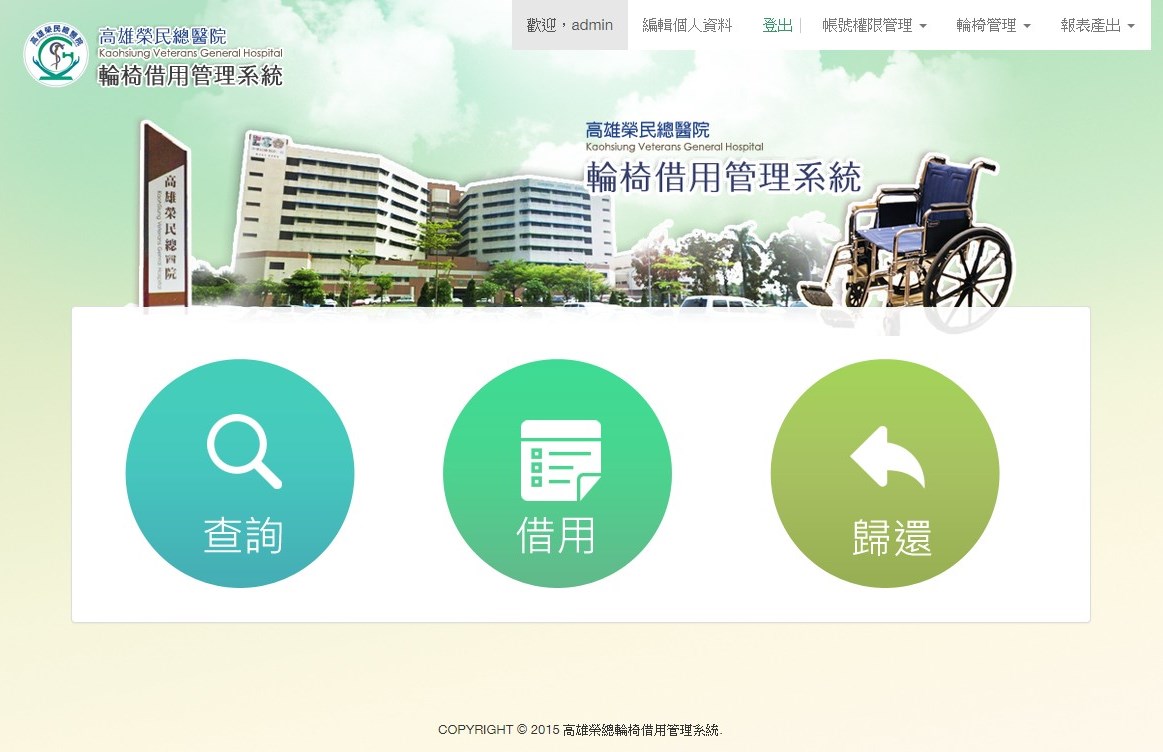 高雄榮民總醫院
Kaohsiung Veterans General Hospital
輪椅借用管理系統
歡迎，admin
編輯個人資料
登出
帳號權限管理
輪椅管理
報表產出
高雄榮民總醫院
Kaohsiung Veterans General Hospital
輪椅借用管理系統
高雄榮民總醫院
查詢
借用
歸還
COPYRIGHT © 2015 高雄榮總輪椅借用管理系統.